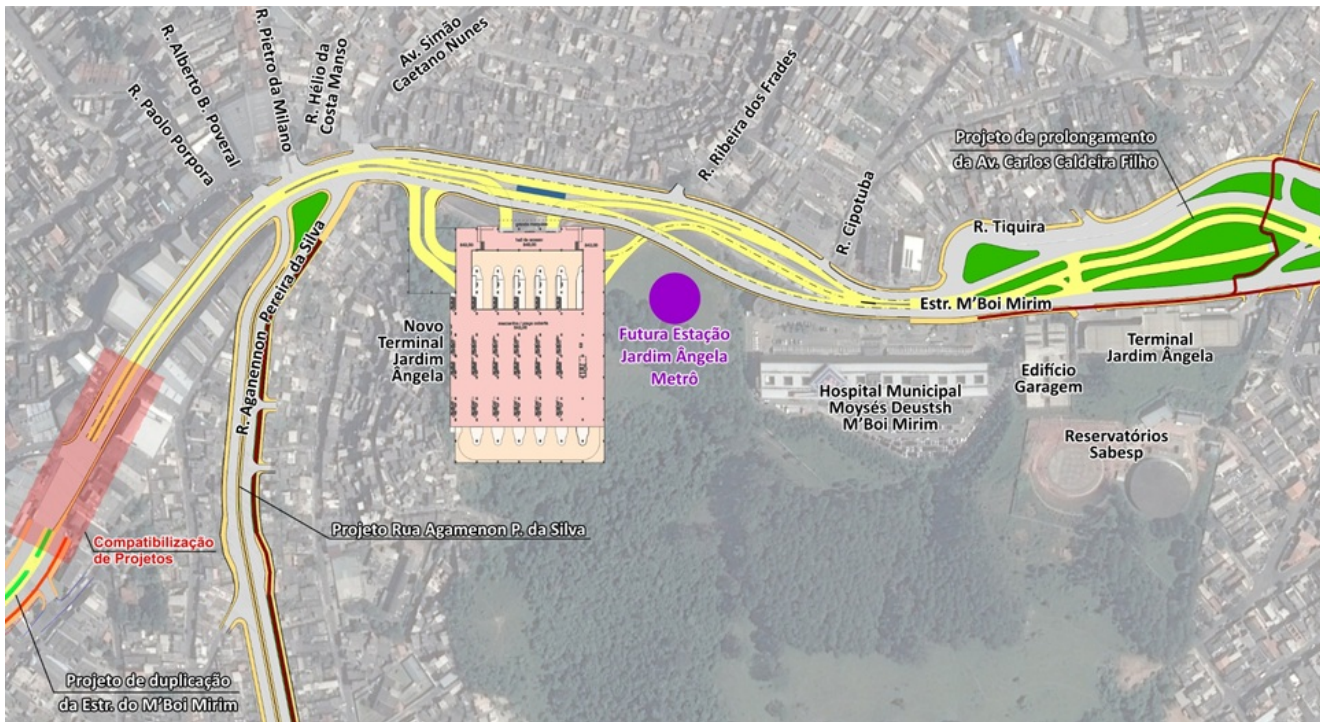 R. Paolo Porpora
R. Alberto B. Poveral
R. Pietro da Milano
R. Hélio da
Costa Manso
Av. Simão
Caetano Nunes
R. Ribeira dos Frades
R. Cipotuba
Projeto de prolongamento
da Av. Carlos Caldeira Filho
R. Tiquira
Estr. M'Boi Mirim
R. Aganennon Pereira da Silva
Novo
Terminal
Jardim
Ângela
Futura Estação
Jardim Ângela
Metrô
Hospital Municipal
Moysés Deustsh
M'Boi Mirim
Edifício
Garagem
Terminal
Jardim Ângela
Reservatórios
Sabesp
Projeto Rua Agamenon P. da Silva
Compatibilização
de Projetos
Projeto de duplicação
da Estr. do M'Boi Mirim